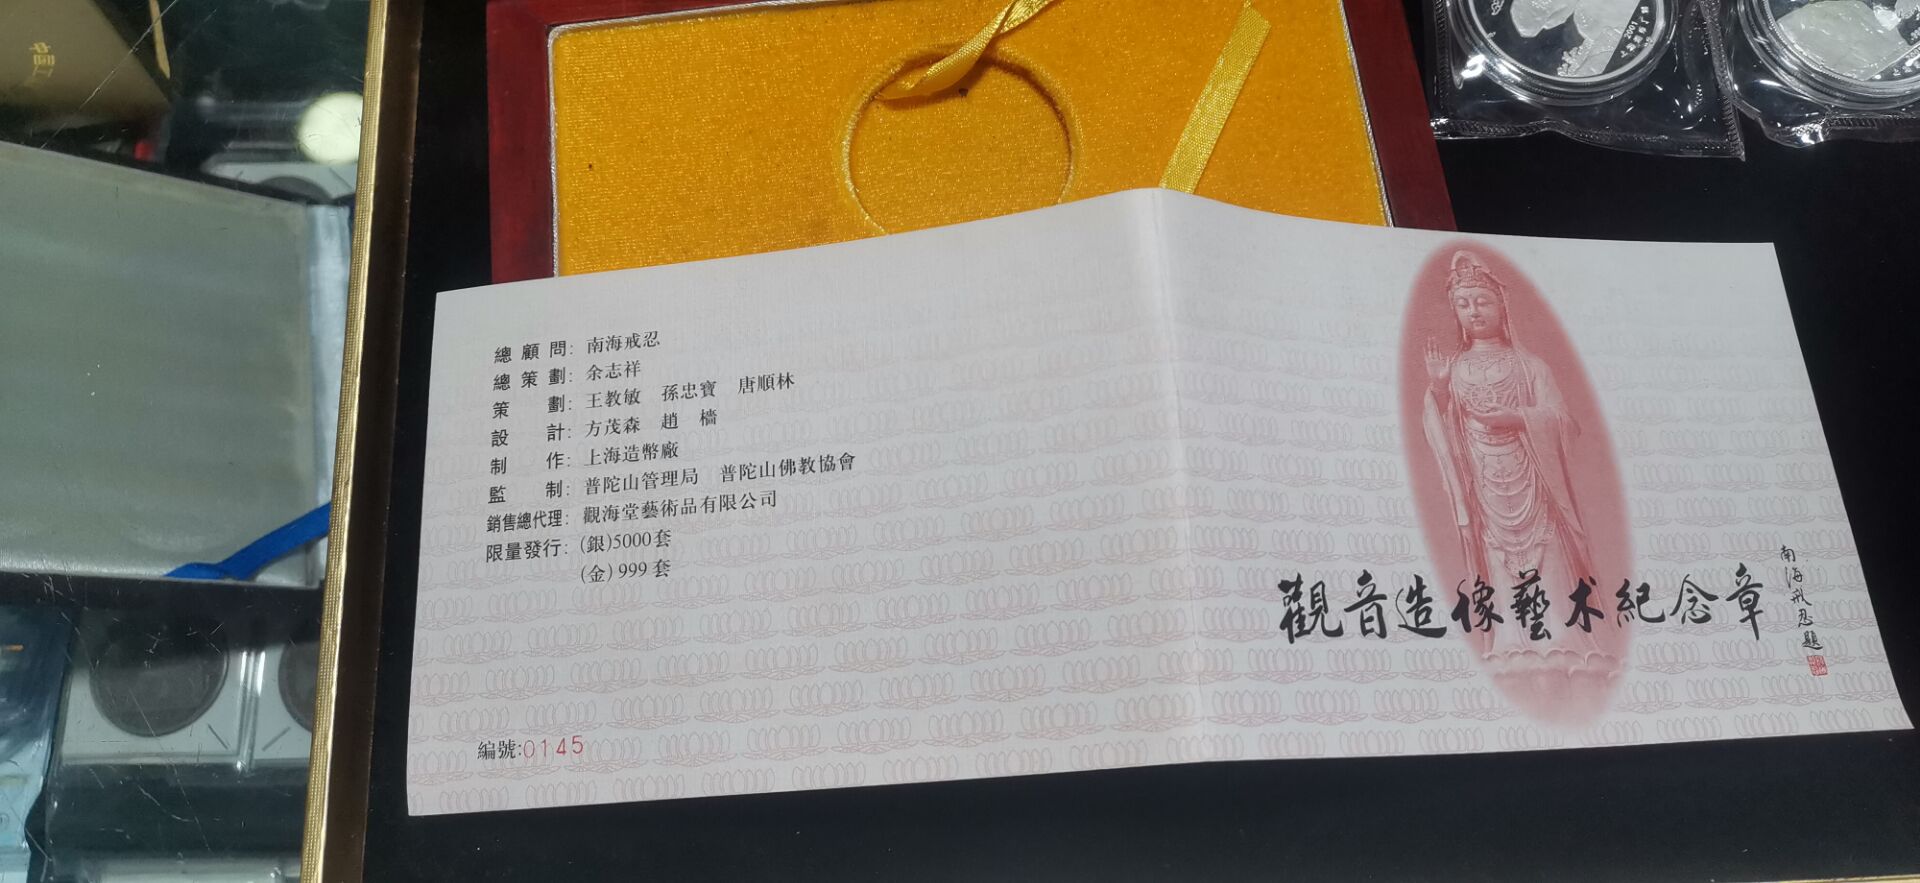 總顧問：南海戒忍
總策劃：余志祥
策劃：王教敏　孫忠寶　唐順林
設計：方茂森　趙檣
制作：上海造幣廠
監制：普陀山管理局　普陀山佛教協會
銷售總代理：觀海堂藝術品有限公司
限量發行：(銀)5000套
(金)999套
編號:0145
觀音造像藝术紀念章
南海戒忍題
2001